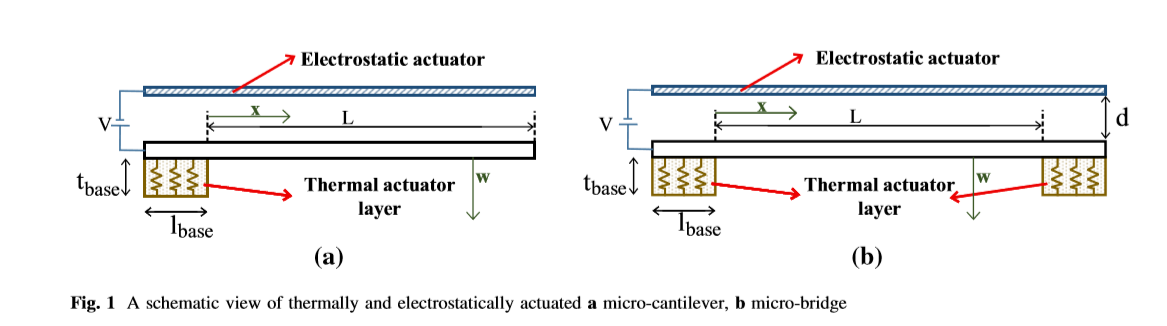 Electrostatic actuator
x
L
V
t_base
Thermal actuator
layer
w
l_base
(a)
Electrostatic actuator
x
L
d
V
t_base
Thermal actuator
layer
w
l_base
(b)
Fig. 1 A schematic view of thermally and electrostatically actuated a micro-cantilever, b micro-bridge